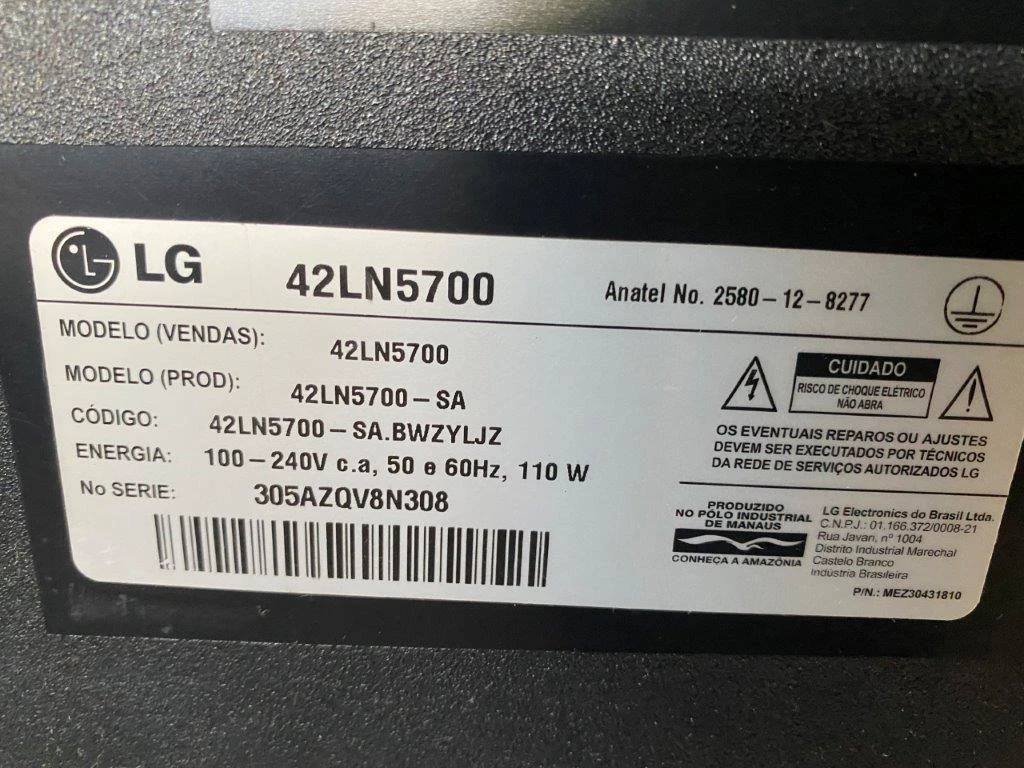 LG 42LN5700 Anatel No. 2580-12-8277
MODELO (VENDAS): 42LN5700
MODELO (PROD): 42LN5700-SA
CÓDIGO: 42LN5700-SA.BWZYLJZ
ENERGIA: 100-240V c.a, 50 e 60Hz, 110 W
No SERIE: 305AZQV8N308
CUIDADO
RISCO DE CHOQUE ELÉTRICO
NÃO ABRA
OS EVENTUAIS REPAROS OU AJUSTES
DEVEM SER EXECUTADOS POR TÉCNICOS
DA REDE DE SERVIÇOS AUTORIZADOS LG
PRODUZIDO
NO PÓLO INDUSTRIAL
DE MANAUS
CONHEÇA A AMAZÔNIA
LG Electronics do Brasil Ltda.
C.N.P.J.: 01.166.372/0008-21
Rua Javari, nº 1004
Distrito Industrial Marechal
Castelo Branco
Indústria Brasileira
P/N.: MEZ30431810